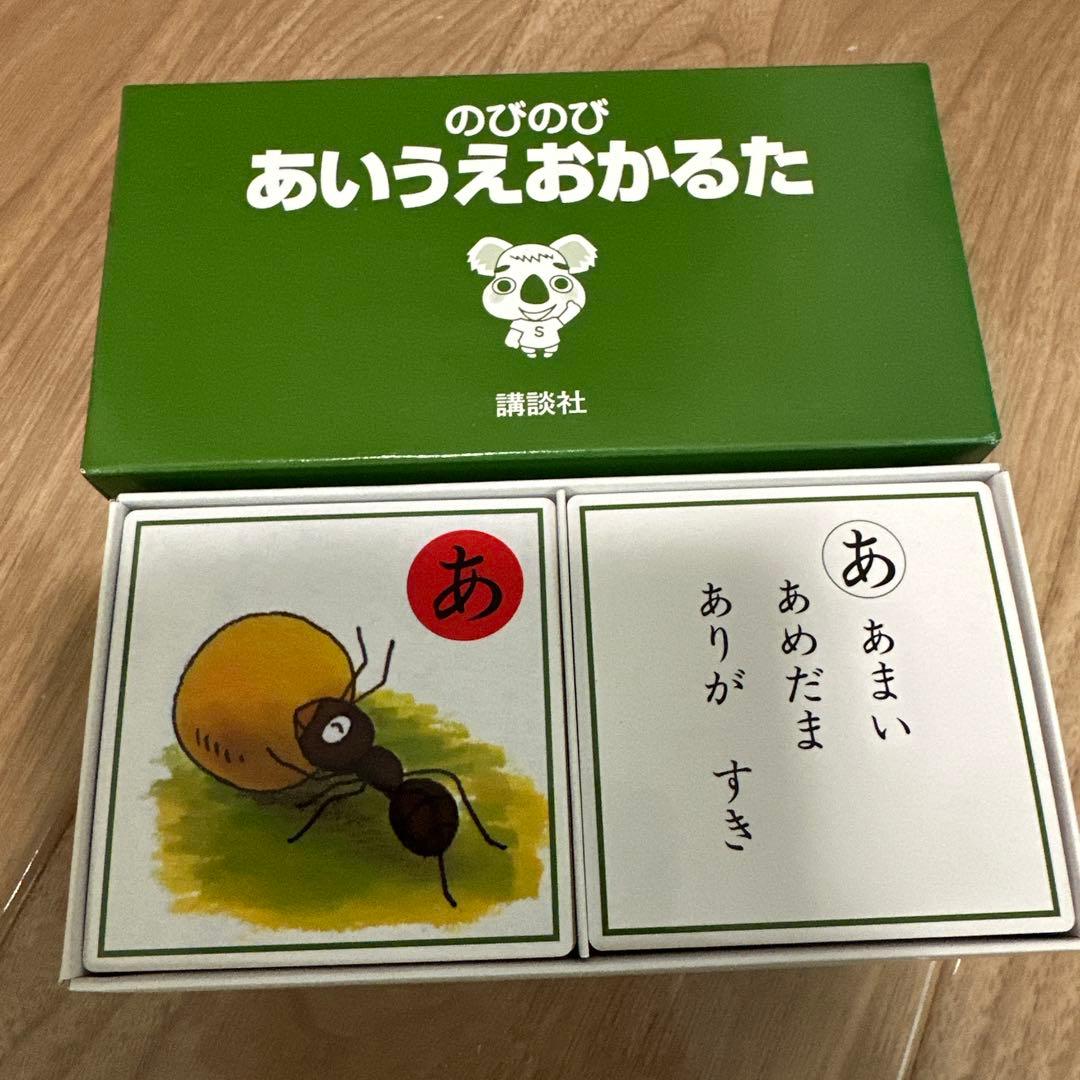 のびのび
あいうえおかるた
S
講談社
あ
あ
あまい
あめだま
ありが すき